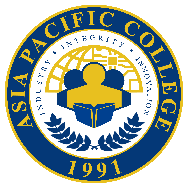 ASIA PACIFIC COLLEGE
INDUSTRY • INTEGRITY • INNOVATION
1991